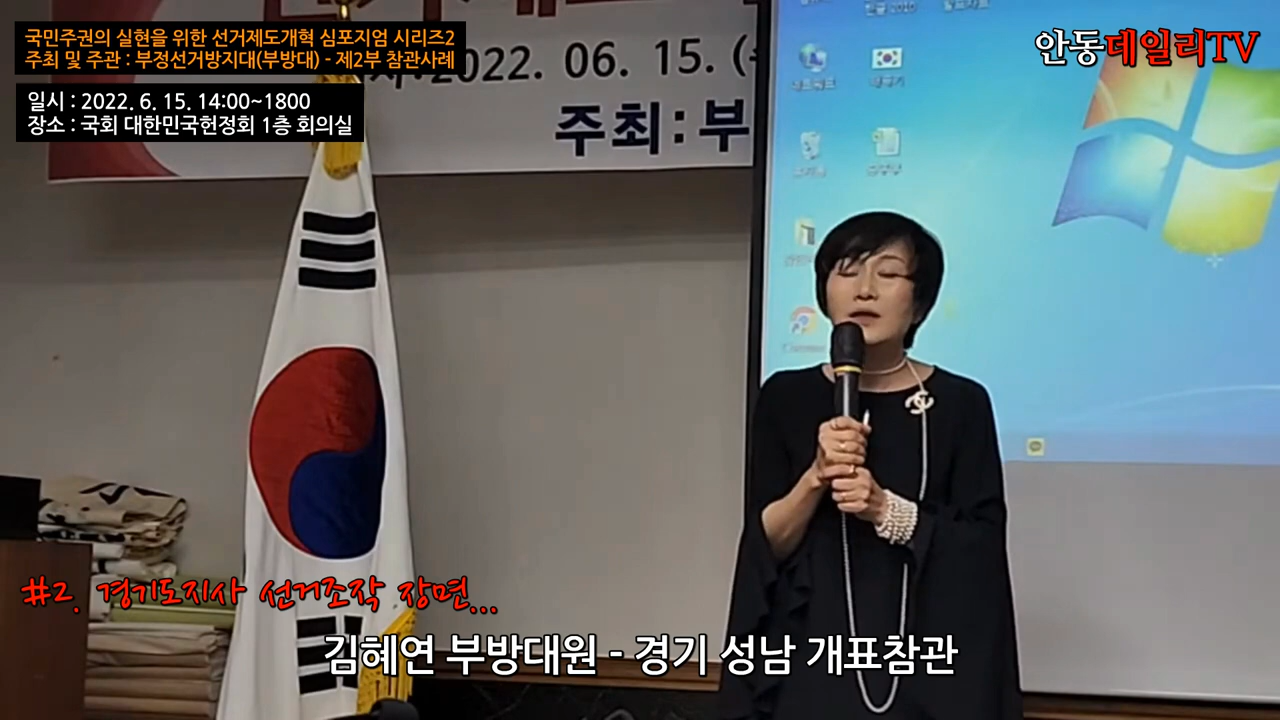 국민주권의 실현을 위한 선거제도개혁 심포지엄 시리즈2
주최 및 주관 : 부정선거방지대(부방대) - 제2부 참관사례
일시 : 2022. 6. 15. 14:00~1800
장소 : 국회 대한민국헌정회 1층 회의실
안동데일리TV
2022. 06. 15. (
주최 : 부
#2. 경기도지사 선거조작 장면...
김혜연 부방대원 - 경기 성남 개표참관